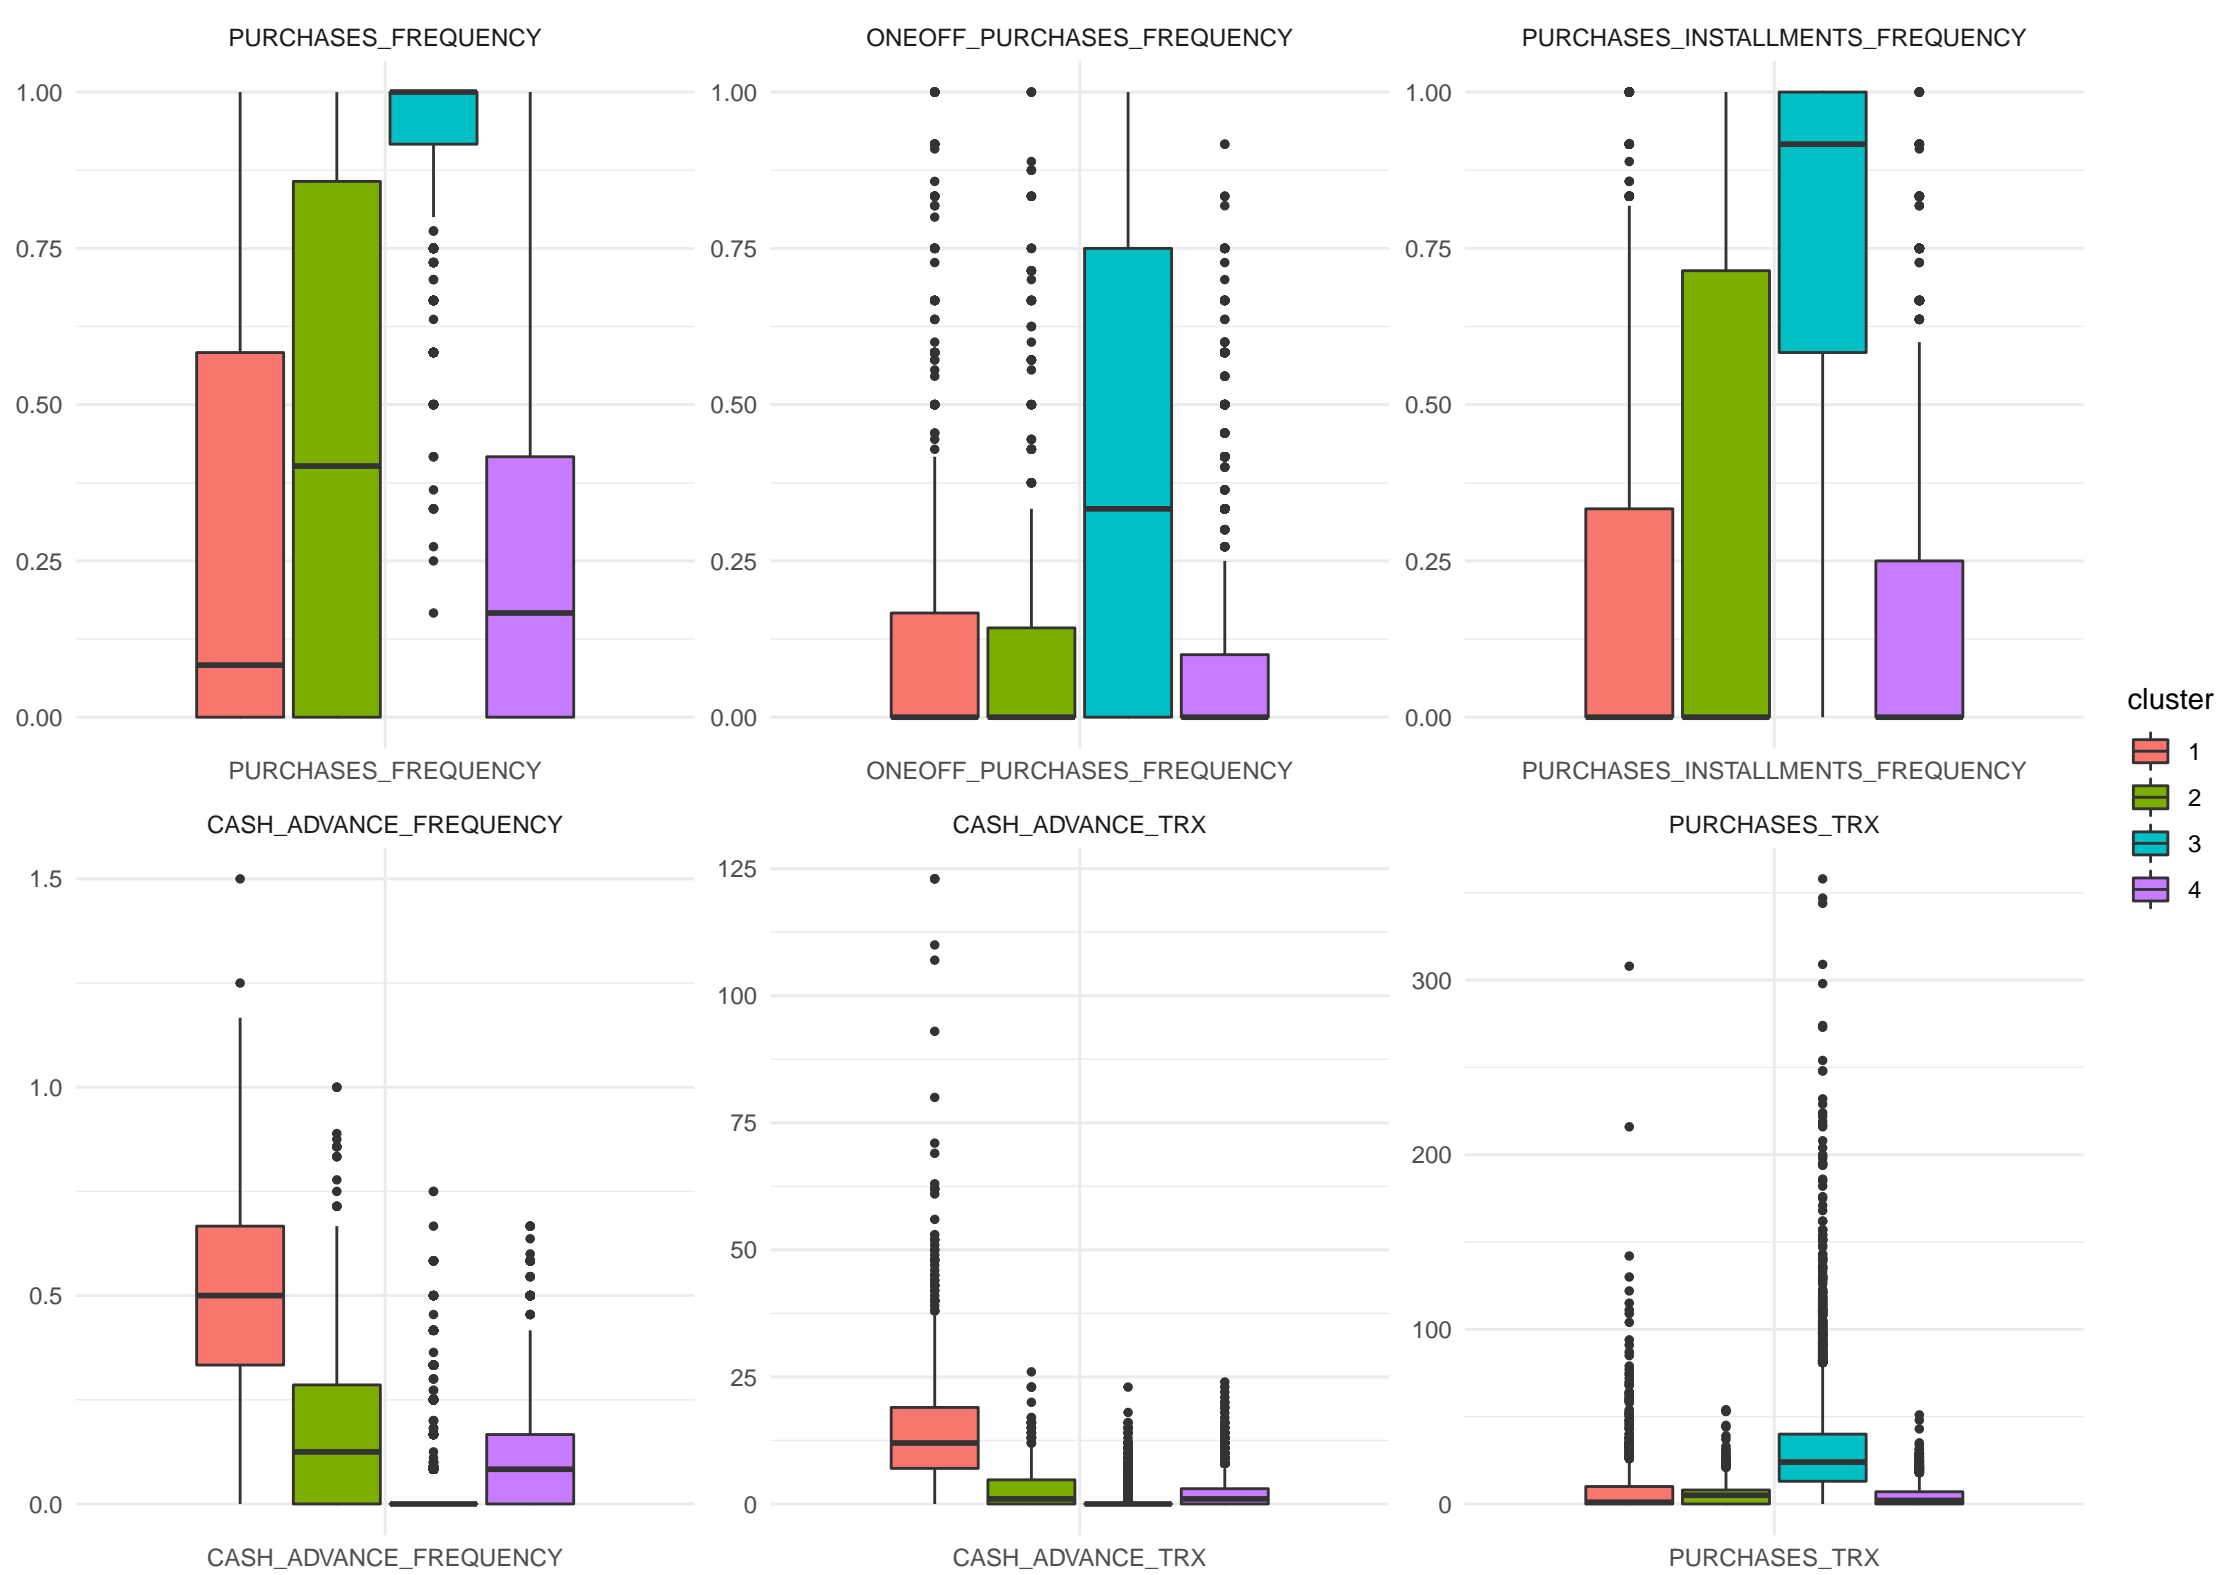 PURCHASES_FREQUENCY
1.00
0.75
0.50
0.25
0.00
PURCHASES_FREQUENCY
ONEOFF_PURCHASES_FREQUENCY
1.00
0.75
0.50
0.25
0.00
ONEOFF_PURCHASES_FREQUENCY
PURCHASES_INSTALLMENTS_FREQUENCY
1.00
0.75
0.50
0.25
0.00
PURCHASES_INSTALLMENTS_FREQUENCY
CASH_ADVANCE_FREQUENCY
1.5
1.0
0.5
0.0
CASH_ADVANCE_FREQUENCY
CASH_ADVANCE_TRX
125
100
75
50
25
0
CASH_ADVANCE_TRX
PURCHASES_TRX
300
200
100
0
PURCHASES_TRX
cluster
1
2
3
4